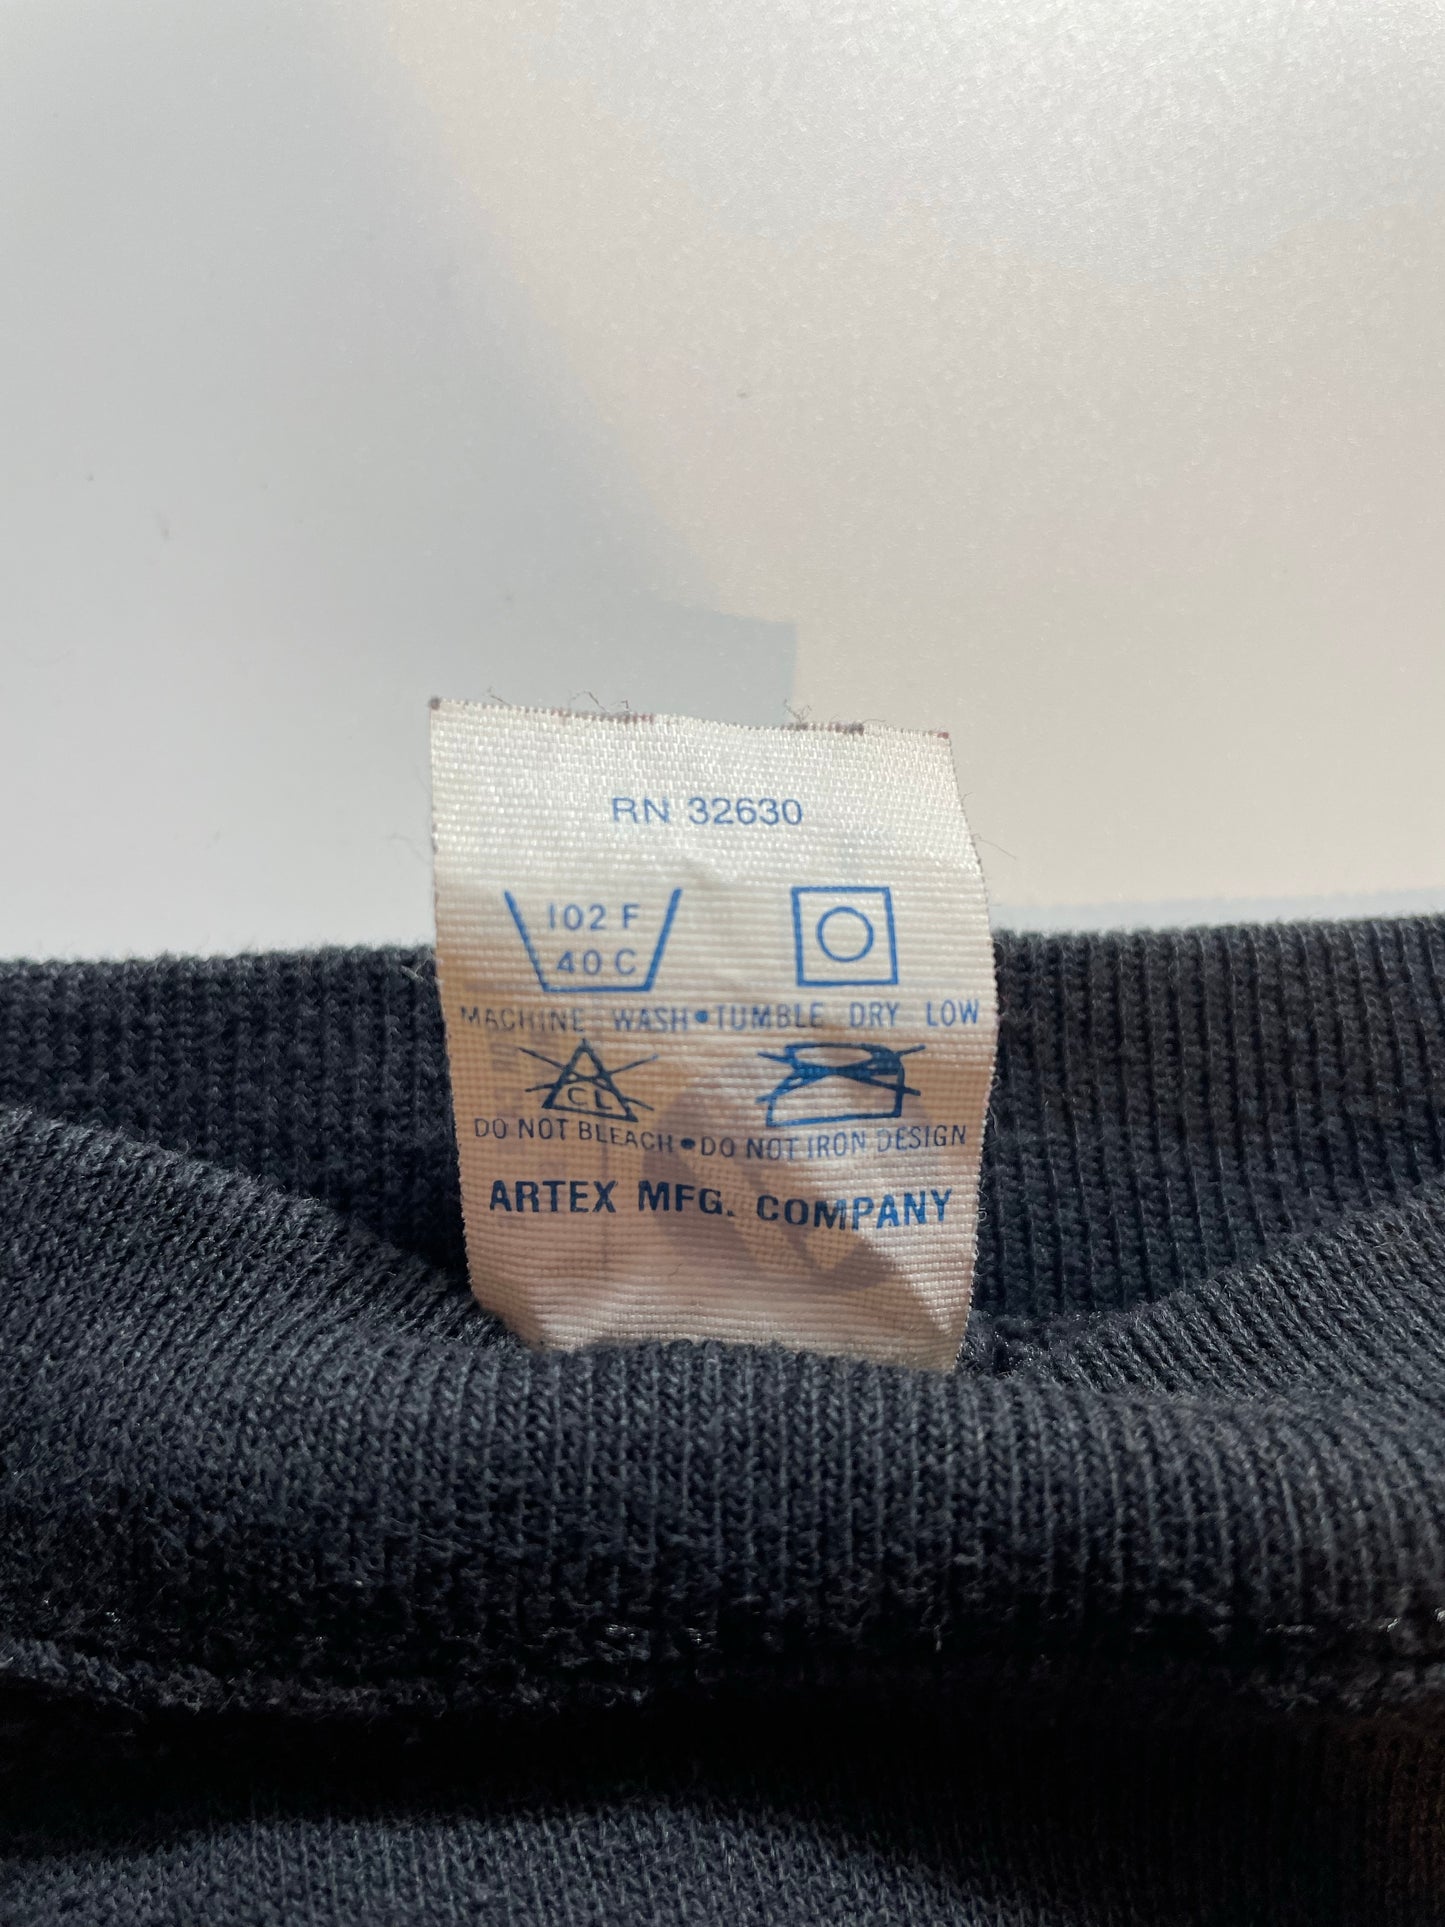 RN 32630
102 F
40 C
MACHINE WASH•TUMBLE DRY LOW
CL
DO NOT BLEACH•DO NOT IRON DESIGN
ARTEX MFG. COMPANY